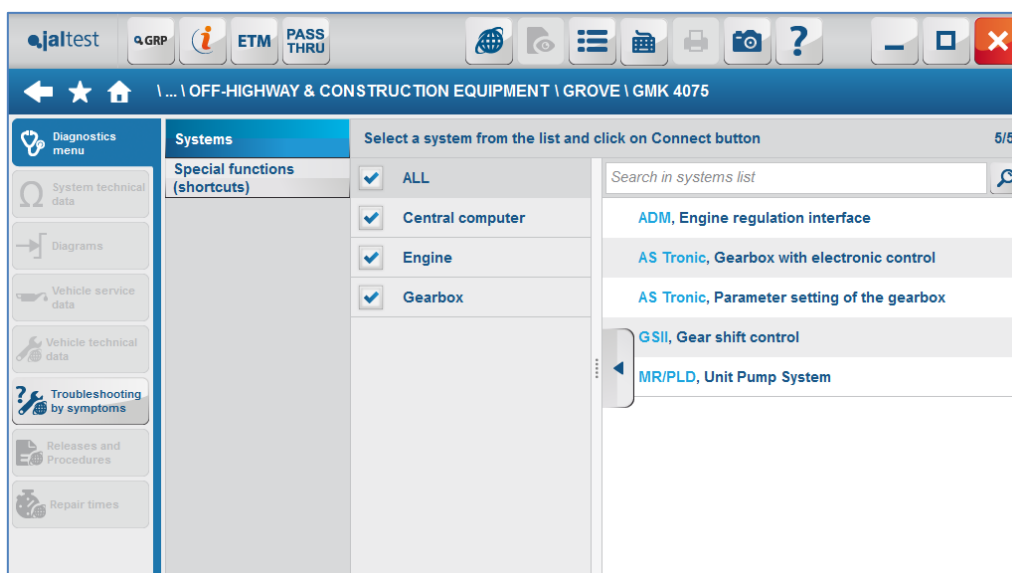 jaltest
GRP
i
ETM
PASS
THRU
?
\ ... \ OFF-HIGHWAY & CONSTRUCTION EQUIPMENT \ GROVE \ GMK 4075
Diagnostics
menu
System technical
data
Diagrams
Vehicle service
data
Vehicle technical
data
Troubleshooting
by symptoms
Releases and
Procedures
Repair times
Systems
Special functions
(shortcuts)
Select a system from the list and click on Connect button
5/5
ALL
Central computer
Engine
Gearbox
Search in systems list
ADM, Engine regulation interface
AS Tronic, Gearbox with electronic control
AS Tronic, Parameter setting of the gearbox
GSII, Gear shift control
MR/PLD, Unit Pump System